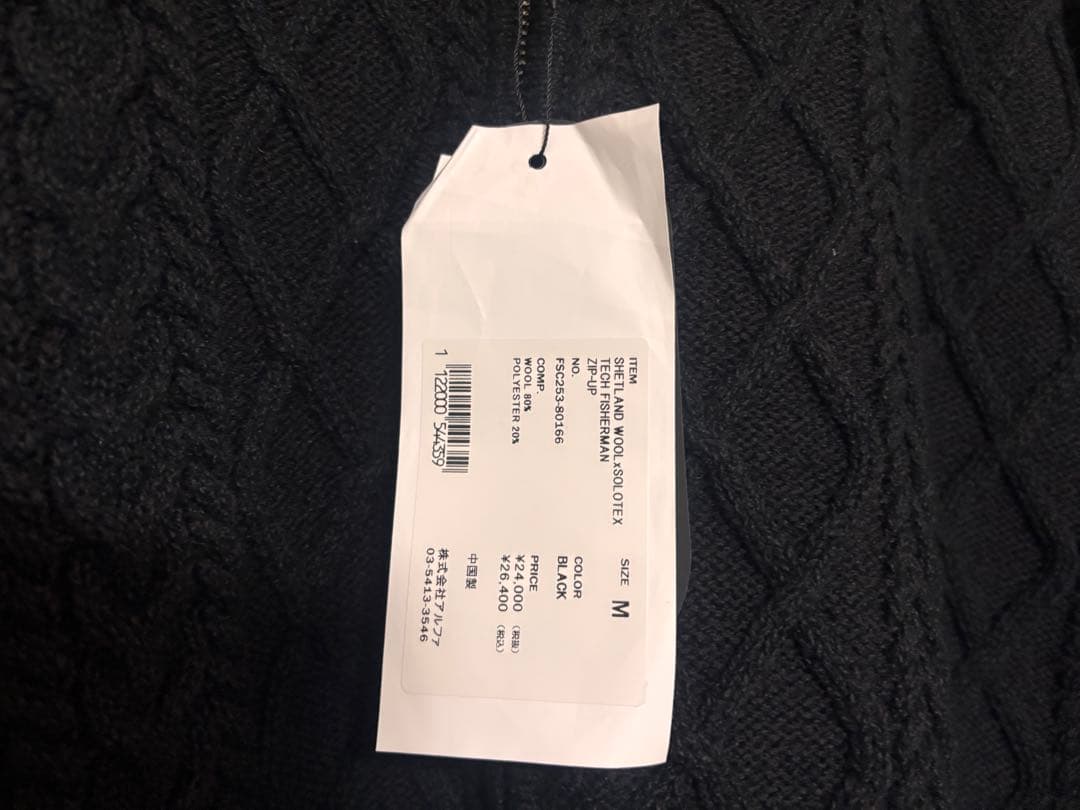 ITEM
SHETLAND WOOLxSOLOTEX
TECH FISHERMAN
ZIP-UP
NO.
FSC253-80166
COMP.
WOOL 80%
POLYESTER 20%
1 122000 544359
SIZE M
COLOR
BLACK
PRICE
¥24,000 (税抜)
¥26,400 (税込)
中国製
株式会社アルファ
03-5413-3546